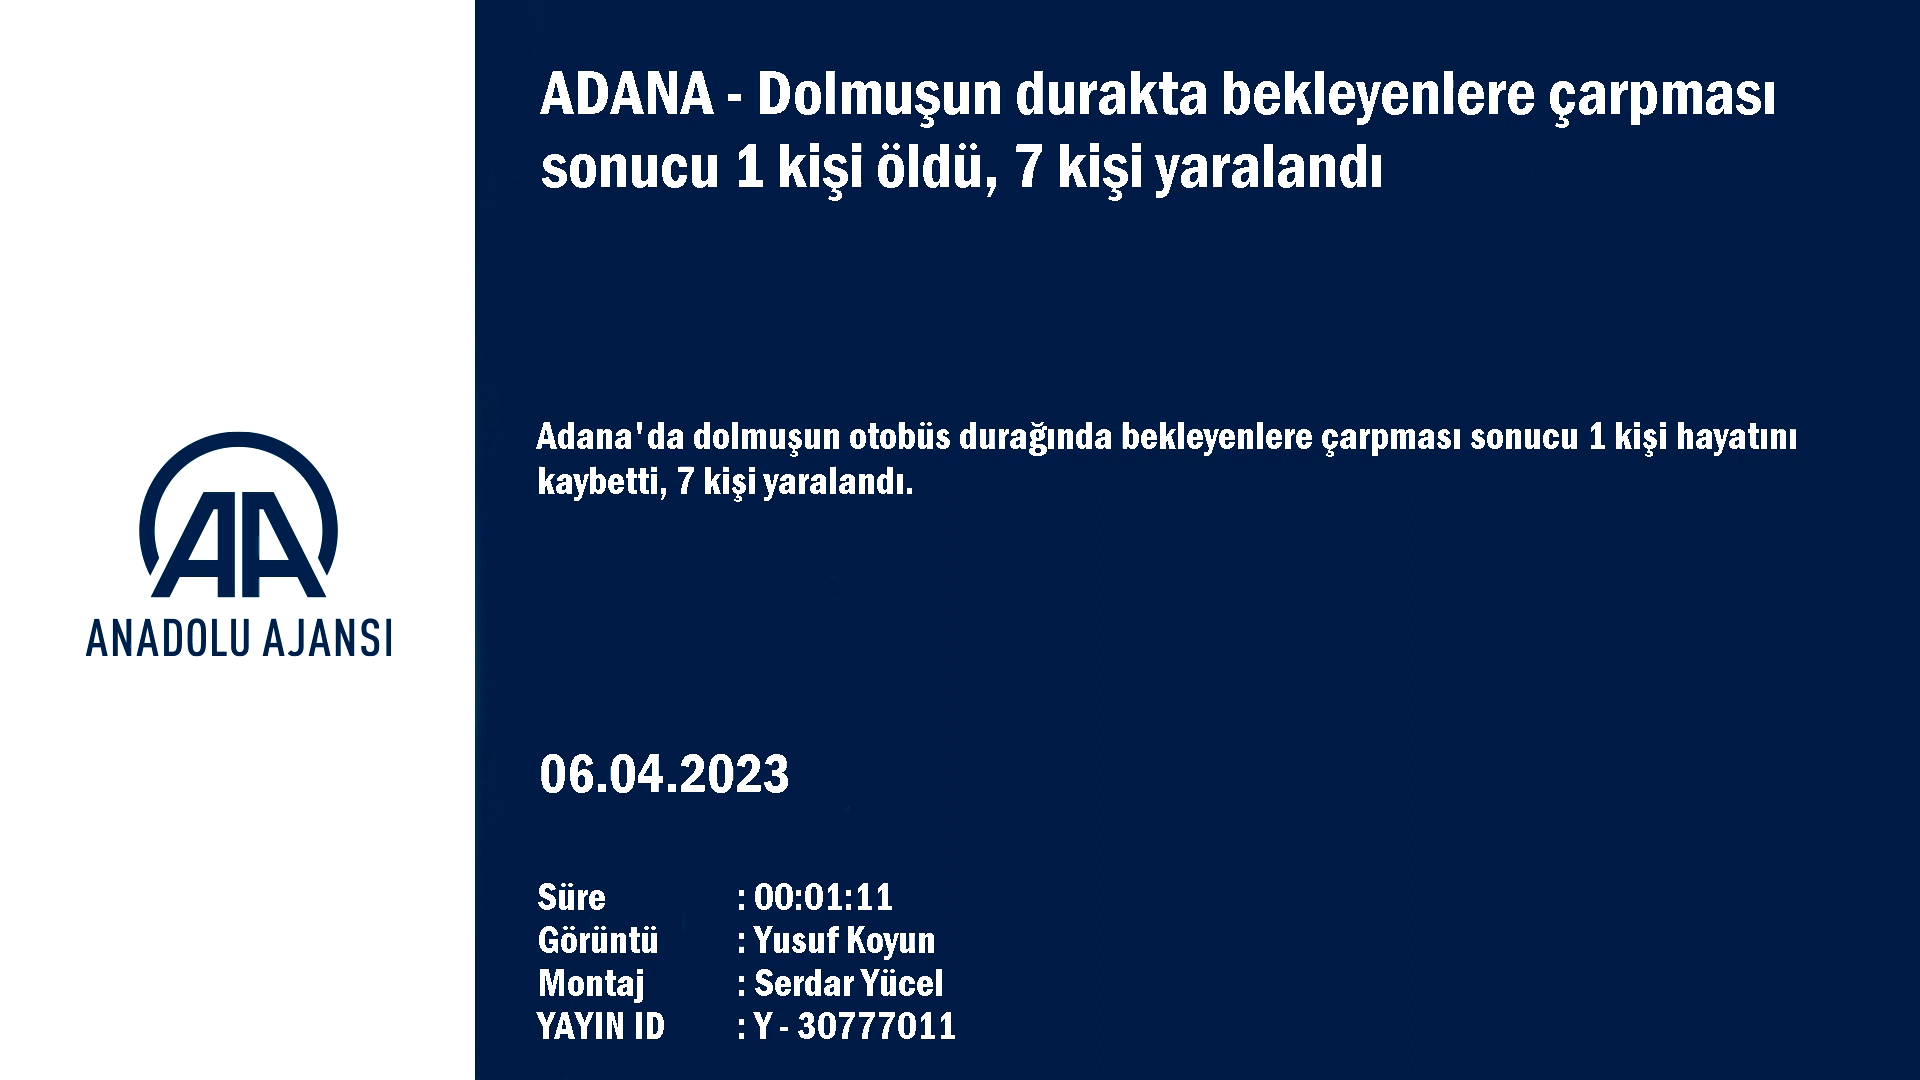 ADANA - Dolmuşun durakta bekleyenlere çarpması
sonucu 1 kişi öldü, 7 kişi yaralandı
Adana'da dolmuşun otobüs durağında bekleyenlere çarpması sonucu 1 kişi hayatını
kaybetti, 7 kişi yaralandı.
AA
ANADOLU AJANSI
06.04.2023
Süre : 00:01:11
Görüntü : Yusuf Koyun
Montaj : Serdar Yücel
YAYIN ID : Y - 30777011